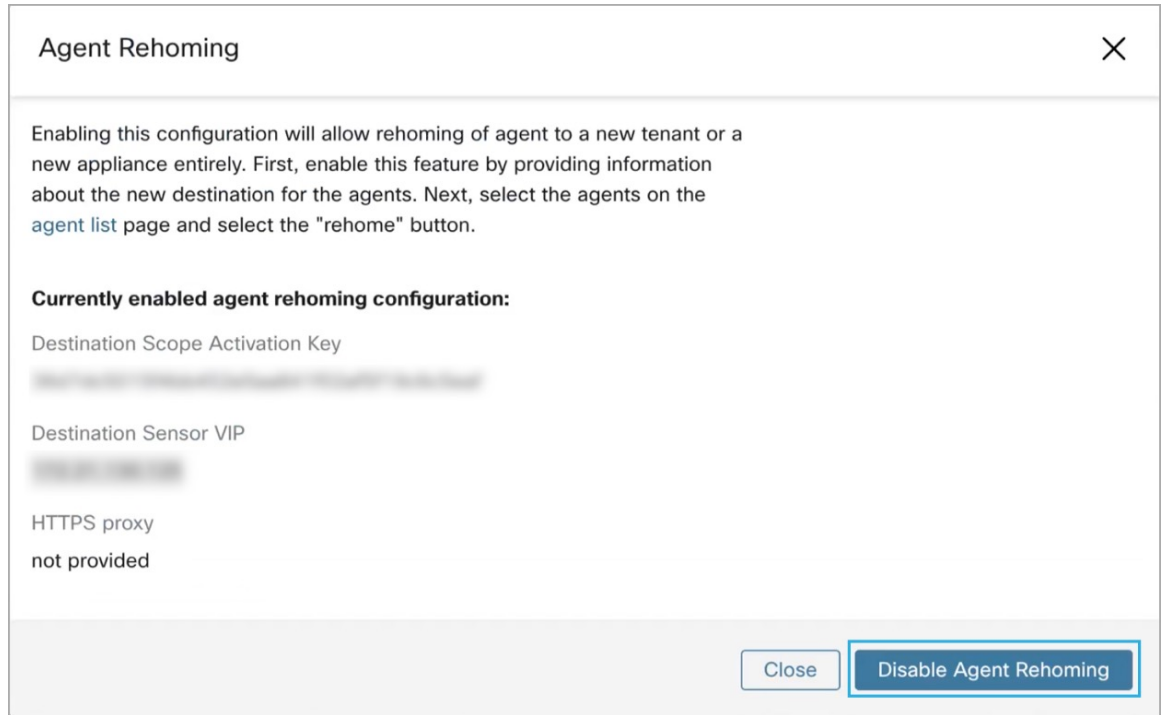 Agent Rehoming
Enabling this configuration will allow rehoming of agent to a new tenant or a
new appliance entirely. First, enable this feature by providing information
about the new destination for the agents. Next, select the agents on the
agent list page and select the "rehome" button.
Currently enabled agent rehoming configuration:
Destination Scope Activation Key
Destination Sensor VIP
HTTPS proxy
not provided
Close Disable Agent Rehoming